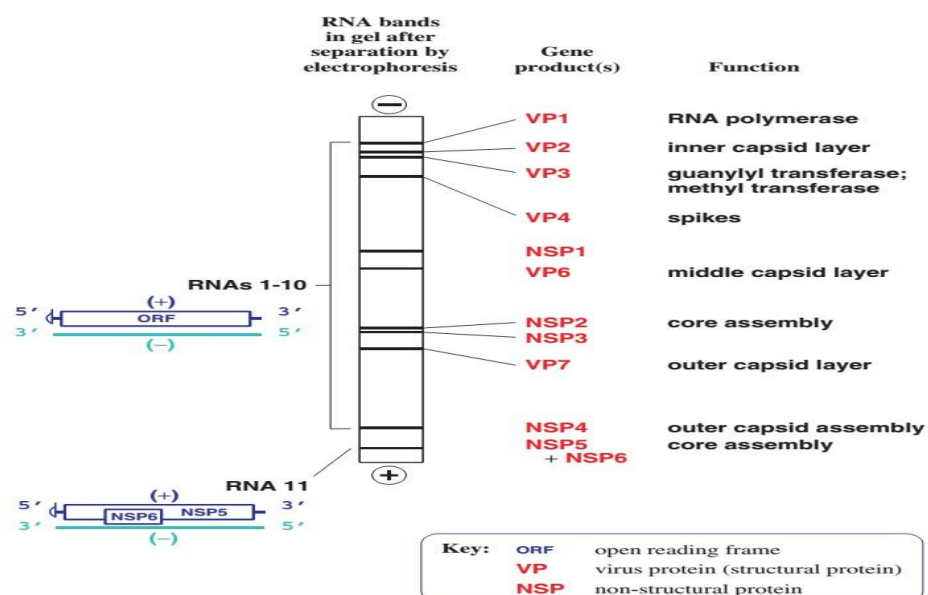 RNA bands
in gel after
separation by
electrophoresis
Gene
product(s)
Function
−
VP1 RNA polymerase
VP2 inner capsid layer
VP3 guanylyl transferase;
methyl transferase
VP4 spikes
NSP1
VP6 middle capsid layer
RNAs 1-10
5′ (+) 3′
ORF
3′ (−) 5′
NSP2 core assembly
NSP3
VP7 outer capsid layer
NSP4 outer capsid assembly
NSP5 core assembly
+ NSP6
+
RNA 11
5′ (+) 3′
NSP6 NSP5
3′ (−) 5′
Key: ORF open reading frame
VP virus protein (structural protein)
NSP non-structural protein